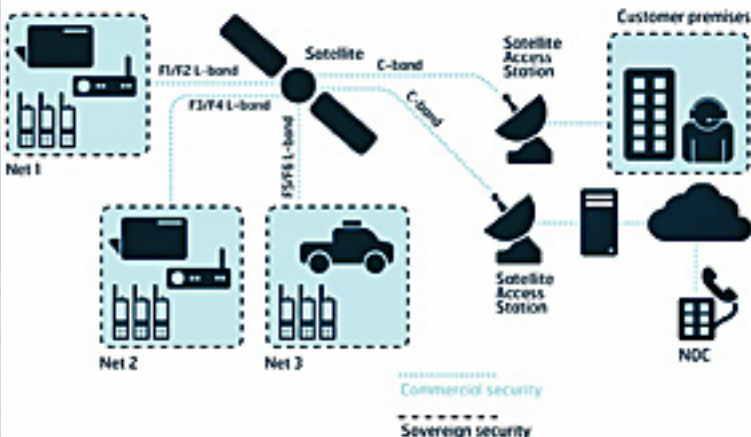 Customer premises
Satellite
Satellite
Access
Station
F1/F2 L-band
C-band
F3/F4 L-band
C-band
F5/F6 L-band
Net 1
Satellite
Access
Station
Net 2
Net 3
NOC
Commercial security
Sovereign security